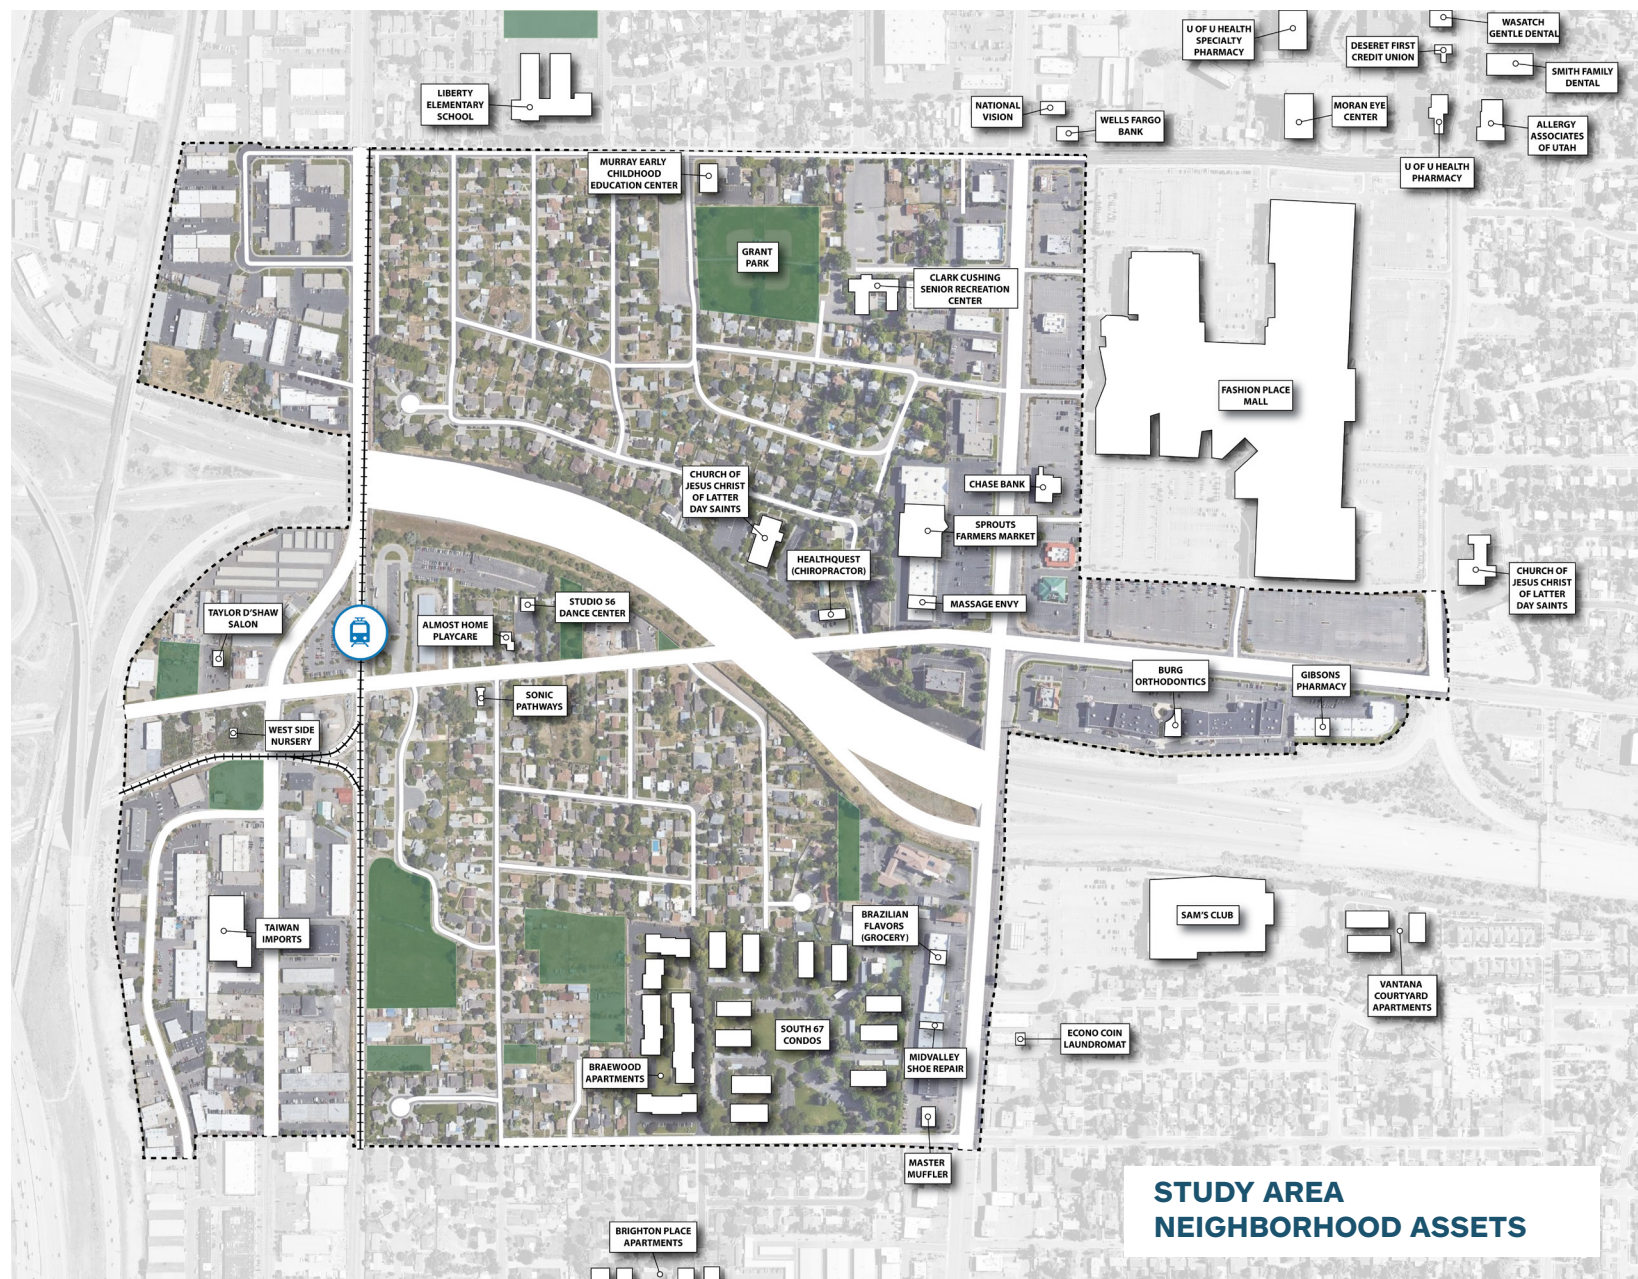 U OF U HEALTH
SPECIALTY
PHARMACY
WASATCH
GENTLE DENTAL
DESERET FIRST
CREDIT UNION
SMITH FAMILY
DENTAL
LIBERTY
ELEMENTARY
SCHOOL
NATIONAL
VISION
WELLS FARGO
BANK
MORAN EYE
CENTER
ALLERGY
ASSOCIATES
OF UTAH
U OF U HEALTH
PHARMACY
MURRAY EARLY
CHILDHOOD
EDUCATION CENTER
GRANT
PARK
CLARK CUSHING
SENIOR RECREATION
CENTER
FASHION PLACE
MALL
CHURCH OF
JESUS CHRIST
OF LATTER
DAY SAINTS
CHASE BANK
SPROUTS
FARMERS MARKET
HEALTHQUEST
(CHIROPRACTOR)
CHURCH OF
JESUS CHRIST
OF LATTER
DAY SAINTS
MASSAGE ENVY
TAYLOR D'SHAW
SALON
STUDIO 56
DANCE CENTER
ALMOST HOME
PLAYCARE
BURG
ORTHODONTICS
GIBSONS
PHARMACY
SONIC
PATHWAYS
WEST SIDE
NURSERY
TAIWAN
IMPORTS
BRAZILIAN
FLAVORS
(GROCERY)
SAM'S CLUB
VANTANA
COURTYARD
APARTMENTS
SOUTH 67
CONDOS
ECONO COIN
LAUNDROMAT
MIDVALLEY
SHOE REPAIR
BRAEWOOD
APARTMENTS
MASTER
MUFFLER
STUDY AREA
NEIGHBORHOOD ASSETS
BRIGHTON PLACE
APARTMENTS